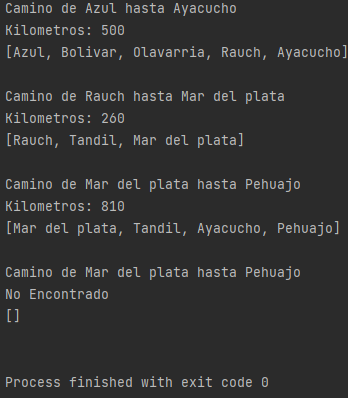 Camino de Azul hasta Ayacucho
Kilometros: 500
[Azul, Bolivar, Olavarria, Rauch, Ayacucho]
Camino de Rauch hasta Mar del plata
Kilometros: 260
[Rauch, Tandil, Mar del plata]
Camino de Mar del plata hasta Pehuajo
Kilometros: 810
[Mar del plata, Tandil, Ayacucho, Pehuajo]
Camino de Mar del plata hasta Pehuajo
No Encontrado
[]
Process finished with exit code 0